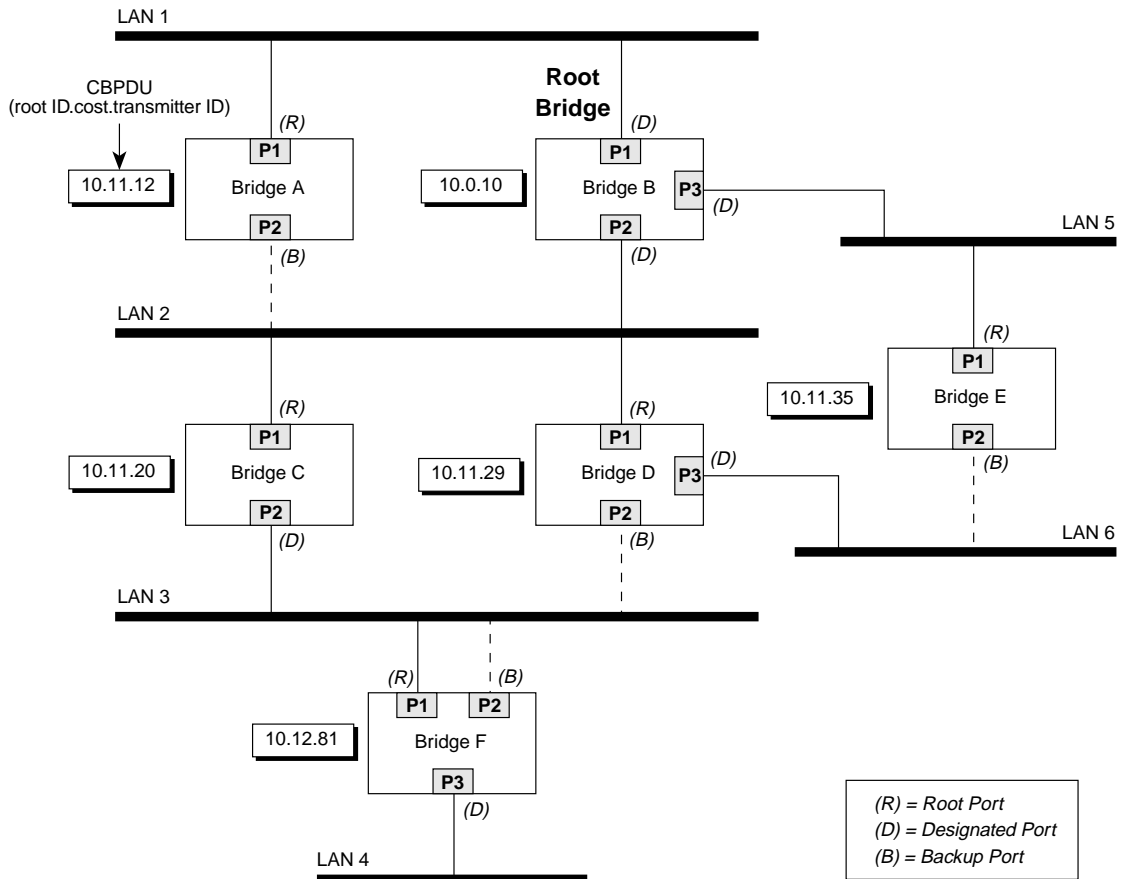 LAN 1
CBPDU
(root ID.cost.transmitter ID)
Root
Bridge
(R)
(D)
P1
P1
10.11.12
Bridge A
10.0.10
Bridge B
P3
(D)
P2
P2
(B)
(D)
LAN 5
LAN 2
(R)
P1
10.11.35
Bridge E
P2
(B)
(R)
(R)
P1
P1
10.11.20
Bridge C
10.11.29
Bridge D
P3
(D)
P2
P2
(D)
(B)
LAN 6
LAN 3
(R)
(B)
P1
P2
10.12.81
Bridge F
P3
(D)
LAN 4
(R) = Root Port
(D) = Designated Port
(B) = Backup Port